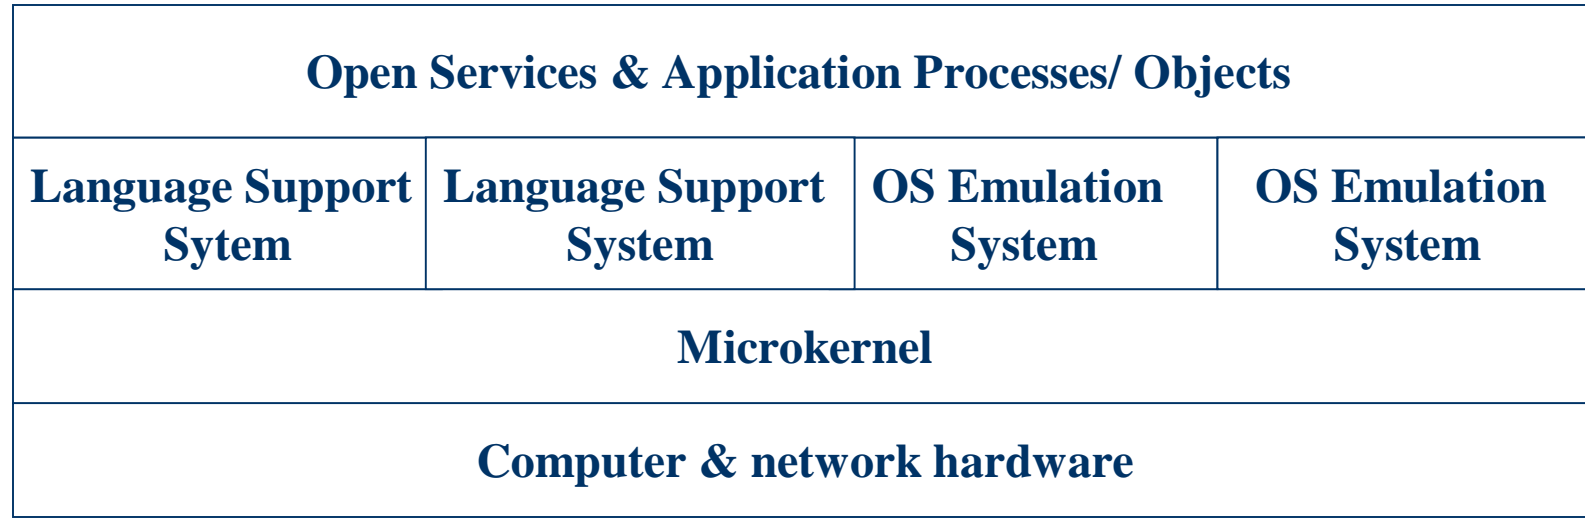 Open Services & Application Processes/ Objects
Language Support
Sytem
Language Support
System
OS Emulation
System
OS Emulation
System
Microkernel
Computer & network hardware